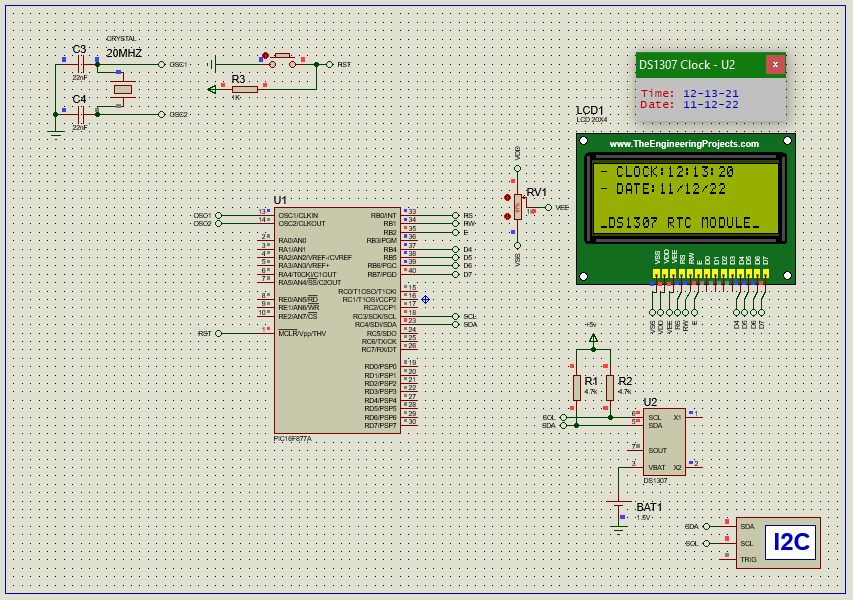 CRYSTAL
C3
20MHZ
OSC1
22nF
C4
OSC2
22nF
RST
R3
1K
DS1307 Clock - U2
x
Time: 12-13-21
Date: 11-12-22
LCD1
LCD 20X4
www.TheEngineeringProjects.com
- CLOCK:12:13:20
- DATE:11/12/22
_DS1307 RTC MODULE_
VSS VDD VEE RS RW E D0 D1 D2 D3 D4 D5 D6 D7
VSS VDD VEE RS RW E D4 D5 D6 D7
VDD
RV1
VEE
VSS
U1
OSC1 13 OSC1/CLKIN RB0/INT 33 RS
OSC2 14 OSC2/CLKOUT RB1 34 RW
RB2 35 E
2 RA0/AN0 RB3/PGM 36
3 RA1/AN1 RB4 37 D4
4 RA2/AN2/VREF-/CVREF RB5 38 D5
5 RA3/AN3/VREF+ RB6/PGC 39 D6
6 RA4/T0CKI/C1OUT RB7/PGD 40 D7
7 RA5/AN4/SS/C2OUT
RC0/T1OSO/T1CKI 15
8 RE0/AN5/RD RC1/T1OSI/CCP2 16
9 RE1/AN6/WR RC2/CCP1 17
10 RE2/AN7/CS RC3/SCK/SCL 18 SCL
RC4/SDI/SDA 23 SDA
RST 1 MCLR/Vpp/THV RC5/SDO 24
RC6/TX/CK 25
RC7/RX/DT 26
RD0/PSP0 19
RD1/PSP1 20
RD2/PSP2 21
RD3/PSP3 22
RD4/PSP4 27
RD5/PSP5 28
RD6/PSP6 29
RD7/PSP7 30
PIC16F877A
+5v
R1
4.7k
R2
4.7k
U2
SCL 6 SCL X1 1
SDA 5 SDA
7 SOUT
3 VBAT X2 2
DS1307
BAT1
1.5V
SDA SDA
SCL SCL
TRIG
I2C